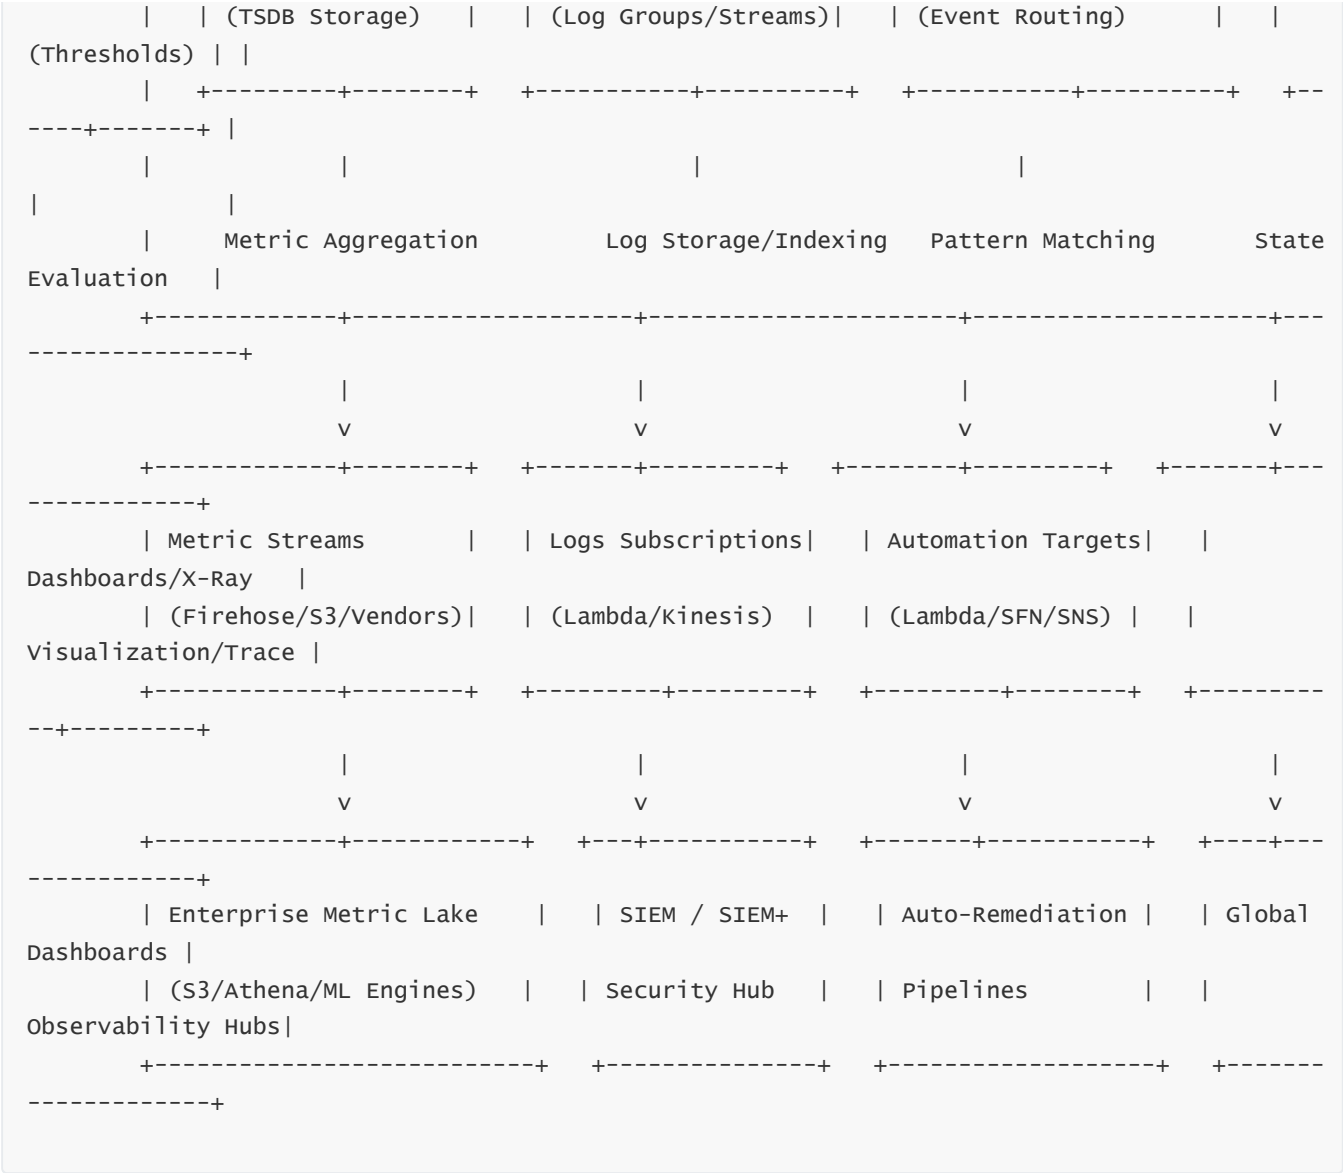 |   | (TSDB Storage)   |   | (Log Groups/Streams)|   | (Event Routing)      |   |
(Thresholds) | |
        |   +---------+--------+   +-----------+----------+   +-----------+----------+   +--
----+-------+ |
        |             |                        |                      |
|             |
        |     Metric Aggregation         Log Storage/Indexing   Pattern Matching       State
Evaluation   |
        +-------------+--------------------+----------------------+---------------------+---
---------------+
                      |                    |                      |                     |
                      v                    v                      v                     v
        +-------------+--------+   +-------+---------+   +--------+---------+   +-------+---
------------+
        | Metric Streams       |   | Logs Subscriptions|   | Automation Targets|   |
Dashboards/X-Ray   |
        | (Firehose/S3/Vendors)|   | (Lambda/Kinesis)  |   | (Lambda/SFN/SNS) |   |
Visualization/Trace |
        +-------------+--------+   +---------+---------+   +---------+--------+   +---------
--+---------+
                      |                    |                      |                     |
                      v                    v                      v                     v
        +-------------+------------+   +---+-----------+   +-------+-----------+   +----+---
------------+
        | Enterprise Metric Lake    |   | SIEM / SIEM+  |   | Auto-Remediation |   | Global
Dashboards |
        | (S3/Athena/ML Engines)   |   | Security Hub   |   | Pipelines        |   |
Observability Hubs|
        +---------------------------+   +---------------+   +-------------------+   +-------
-------------+